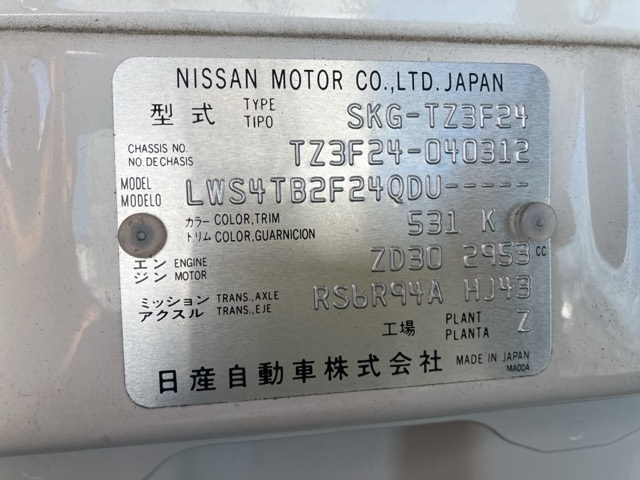 NISSAN MOTOR CO.,LTD. JAPAN
型式 TYPE TIPO SKG-TZ3F24
CHASSIS NO. NO. DE CHASIS TZ3F24-040312
MODEL MODELO LWS4TB2F24QDU-----
カラー COLOR, TRIM トリム COLOR, GUARNICION 531 K
エンジン ENGINE MOTOR ZD30 2953 cc
ミッション TRANS., AXLE アクスル TRANS., EJE RS6R94A HJ43
工場 PLANT PLANTA Z
日産自動車株式会社 MADE IN JAPAN
MA00A